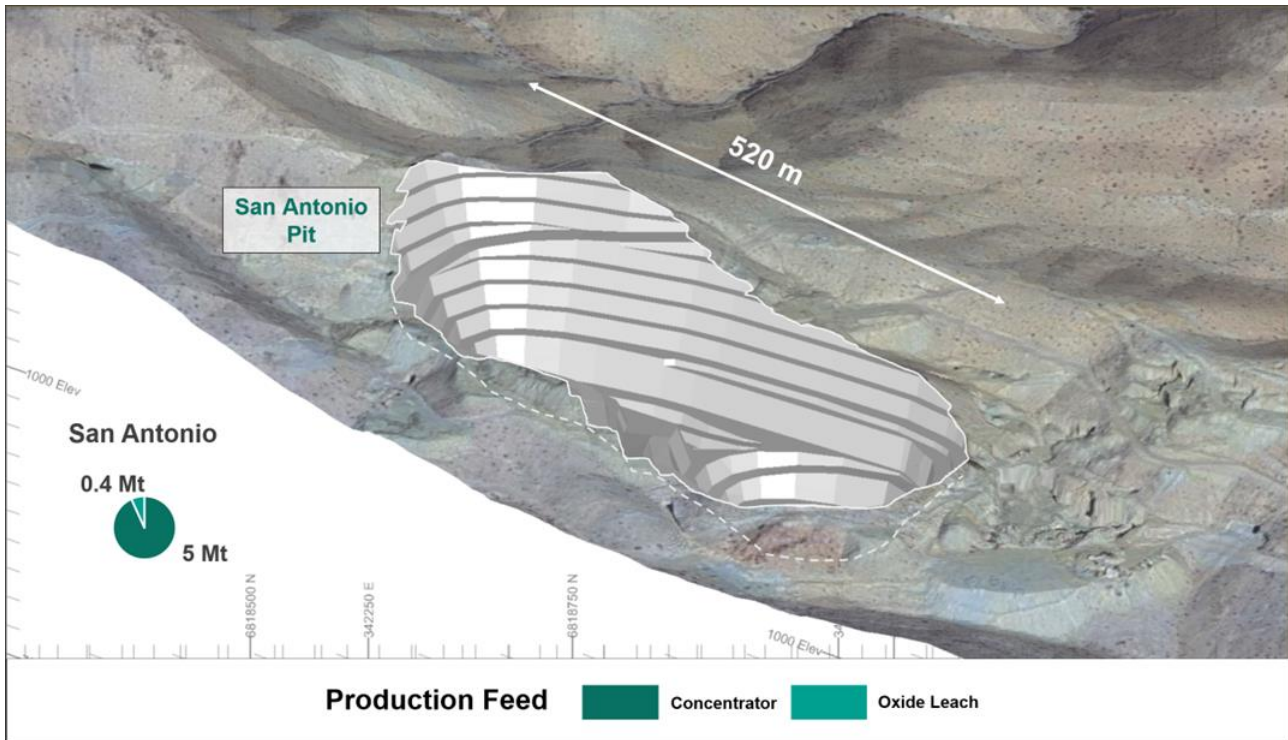 520 m
San Antonio
Pit
1000 Elev
San Antonio
0.4 Mt
5 Mt
6818500 N
342250 E
6818750 N
1000 Elev
Production Feed
Concentrator
Oxide Leach